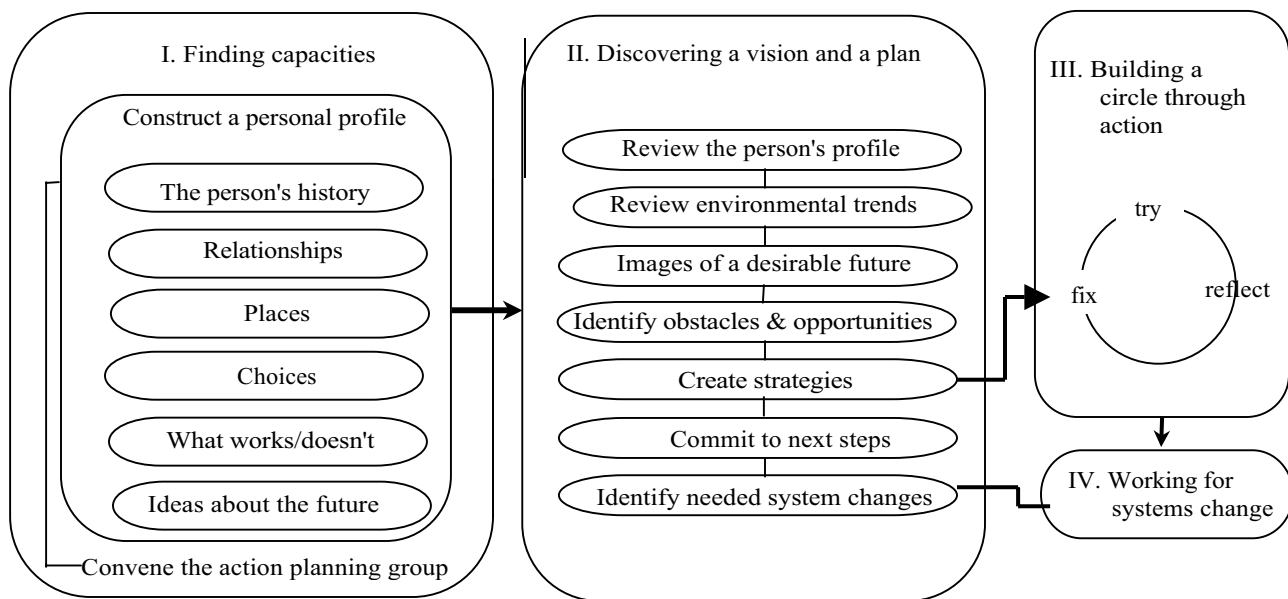 I. Finding capacities
Construct a personal profile
The person's history
Relationships
Places
Choices
What works/doesn't
Ideas about the future
Convene the action planning group
II. Discovering a vision and a plan
Review the person's profile
Review environmental trends
Images of a desirable future
Identify obstacles & opportunities
Create strategies
Commit to next steps
Identify needed system changes
III. Building a
circle through
action
try
fix
reflect
IV. Working for
systems change